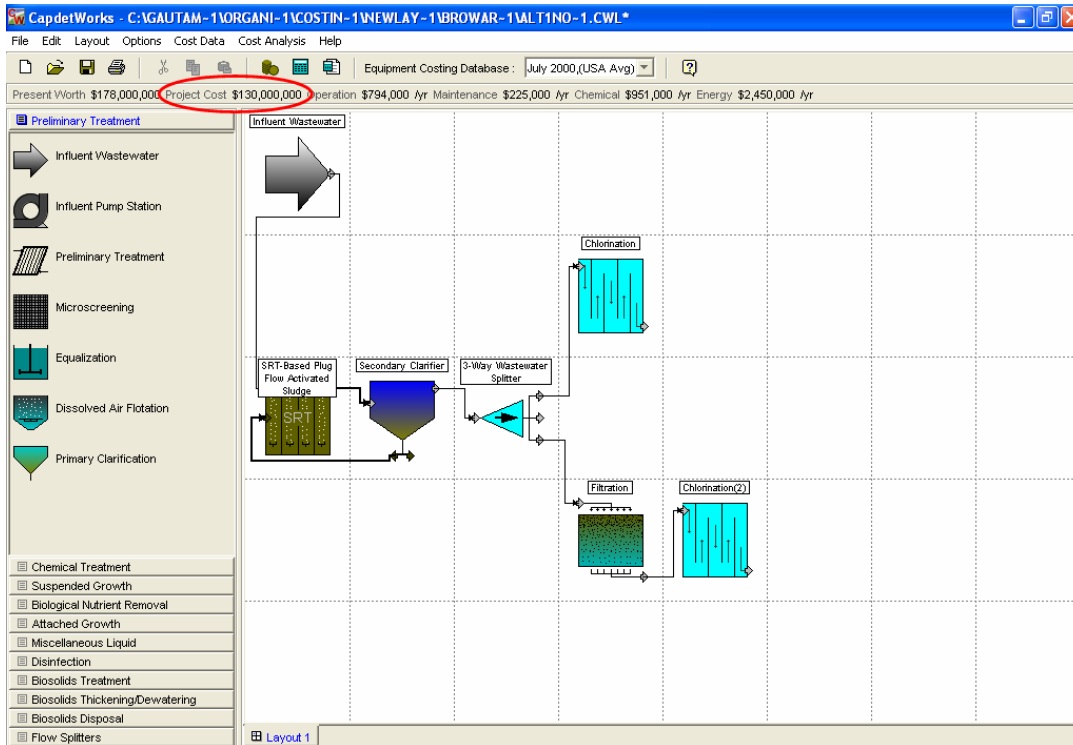 CapdetWorks - C:\GAUTAM~1\ORGANI~1\COSTIN~1\NEWLAY~1\BROWAR~1\ALT1NO~1.CWL*
File Edit Layout Options Cost Data Cost Analysis Help
Equipment Costing Database : July 2000,(USA Avg)
Present Worth $178,000,000 Project Cost $130,000,000 Operation $794,000 /yr Maintenance $225,000 /yr Chemical $951,000 /yr Energy $2,450,000 /yr
Preliminary Treatment
Influent Wastewater
Influent Pump Station
Preliminary Treatment
Microscreening
Equalization
Dissolved Air Flotation
Primary Clarification
Chemical Treatment
Suspended Growth
Biological Nutrient Removal
Attached Growth
Miscellaneous Liquid
Disinfection
Biosolids Treatment
Biosolids Thickening/Dewatering
Biosolids Disposal
Flow Splitters
Influent Wastewater
Chlorination
SRT-Based Plug
Flow Activated
Sludge
SRT
Secondary Clarifier
3-Way Wastewater
Splitter
Filtration
Chlorination(2)
Layout 1